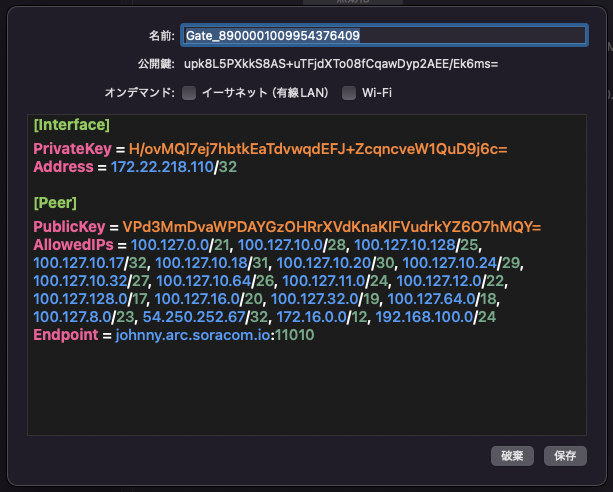 名前: Gate_8900001009954376409
公開鍵: upk8L5PXkkS8AS+uTFjdXTo08fCqawDyp2AEE/Ek6ms=
オンデマンド: イーサネット（有線LAN） Wi-Fi
[Interface]
PrivateKey = H/ovMQI7ej7hbtkEaTdvwqdEFJ+ZcqncveW1QuD9j6c=
Address = 172.22.218.110/32
[Peer]
PublicKey = VPd3MmDvaWPDAYGzOHRrXVdKnaKIFVudrkYZ6O7hMQY=
AllowedIPs = 100.127.0.0/21, 100.127.10.0/28, 100.127.10.128/25,
100.127.10.17/32, 100.127.10.18/31, 100.127.10.20/30, 100.127.10.24/29,
100.127.10.32/27, 100.127.10.64/26, 100.127.11.0/24, 100.127.12.0/22,
100.127.128.0/17, 100.127.16.0/20, 100.127.32.0/19, 100.127.64.0/18,
100.127.8.0/23, 54.250.252.67/32, 172.16.0.0/12, 192.168.100.0/24
Endpoint = johnny.arc.soracom.io:11010
破棄 保存